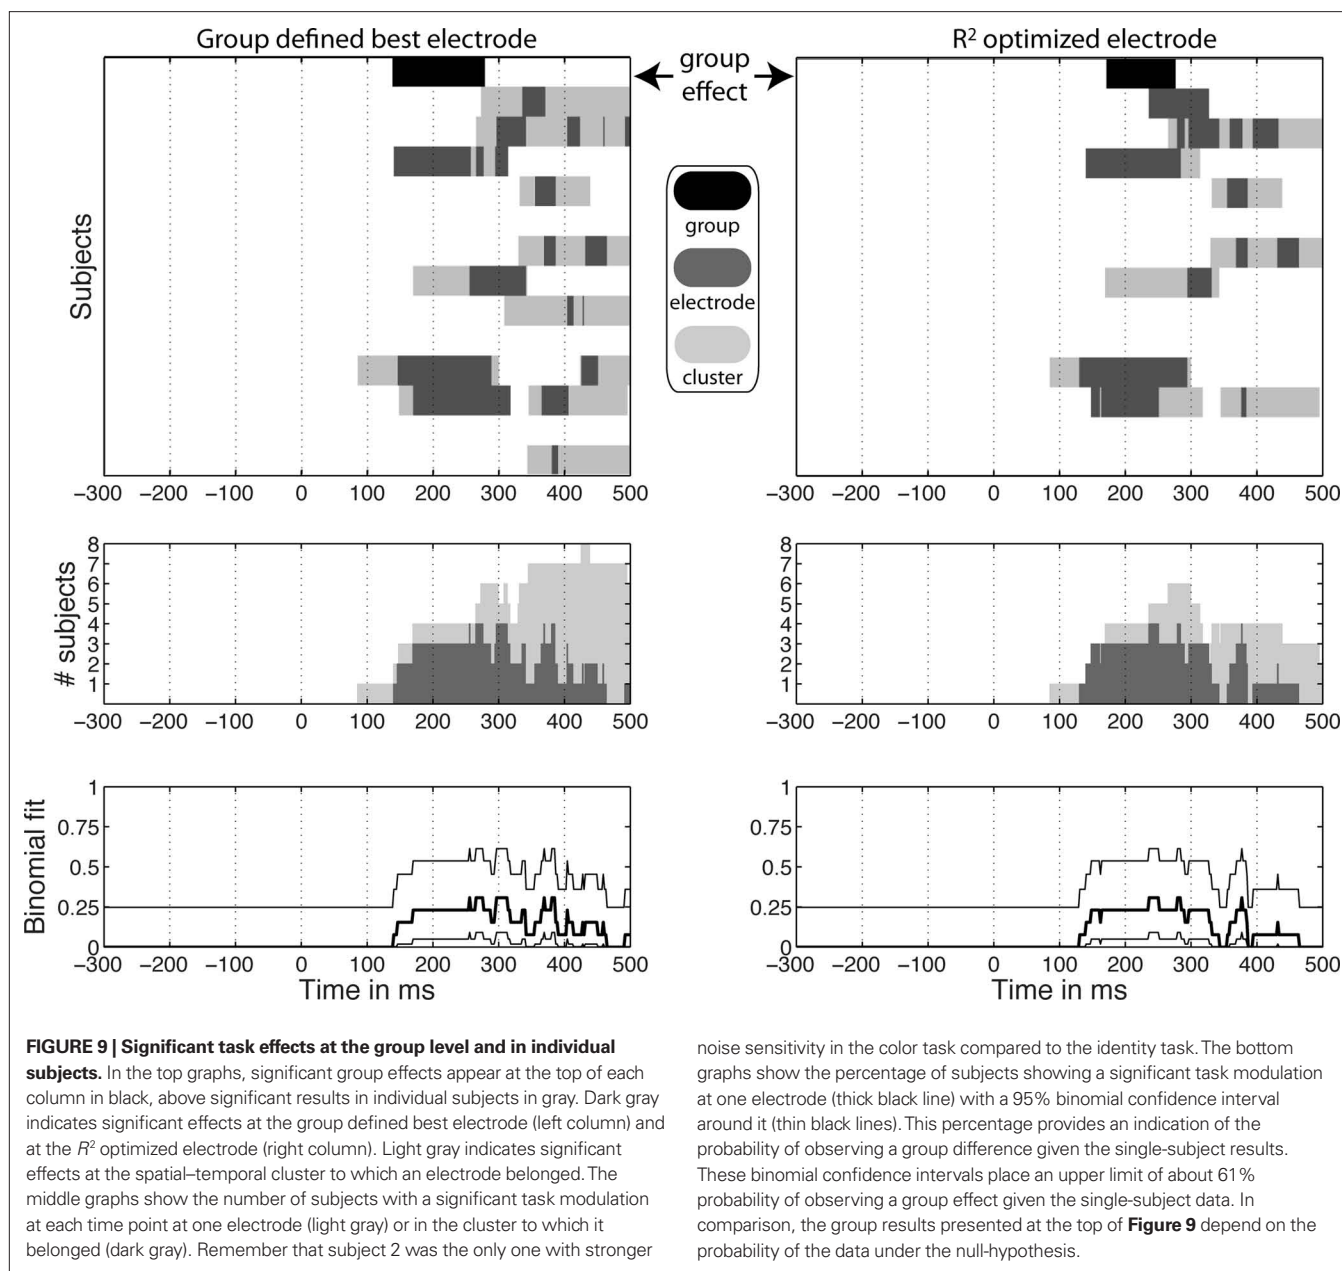 Group defined best electrode
R² optimized electrode
group
effect
Subjects
group
electrode
cluster
−300 −200 −100 0 100 200 300 400 500
−300 −200 −100 0 100 200 300 400 500
# subjects
8
7
6
5
4
3
2
1
−300 −200 −100 0 100 200 300 400 500
8
7
6
5
4
3
2
1
−300 −200 −100 0 100 200 300 400 500
Binomial fit
1
0.75
0.5
0.25
0
−300 −200 −100 0 100 200 300 400 500
Time in ms
1
0.75
0.5
0.25
0
−300 −200 −100 0 100 200 300 400 500
Time in ms
FIGURE 9 | Significant task effects at the group level and in individual
subjects. In the top graphs, significant group effects appear at the top of each
column in black, above significant results in individual subjects in gray. Dark gray
indicates significant effects at the group defined best electrode (left column) and
at the R² optimized electrode (right column). Light gray indicates significant
effects at the spatial–temporal cluster to which an electrode belonged. The
middle graphs show the number of subjects with a significant task modulation
at each time point at one electrode (light gray) or in the cluster to which it
belonged (dark gray). Remember that subject 2 was the only one with stronger
noise sensitivity in the color task compared to the identity task. The bottom
graphs show the percentage of subjects showing a significant task modulation
at one electrode (thick black line) with a 95% binomial confidence interval
around it (thin black lines). This percentage provides an indication of the
probability of observing a group difference given the single-subject results.
These binomial confidence intervals place an upper limit of about 61%
probability of observing a group effect given the single-subject data. In
comparison, the group results presented at the top of Figure 9 depend on the
probability of the data under the null-hypothesis.